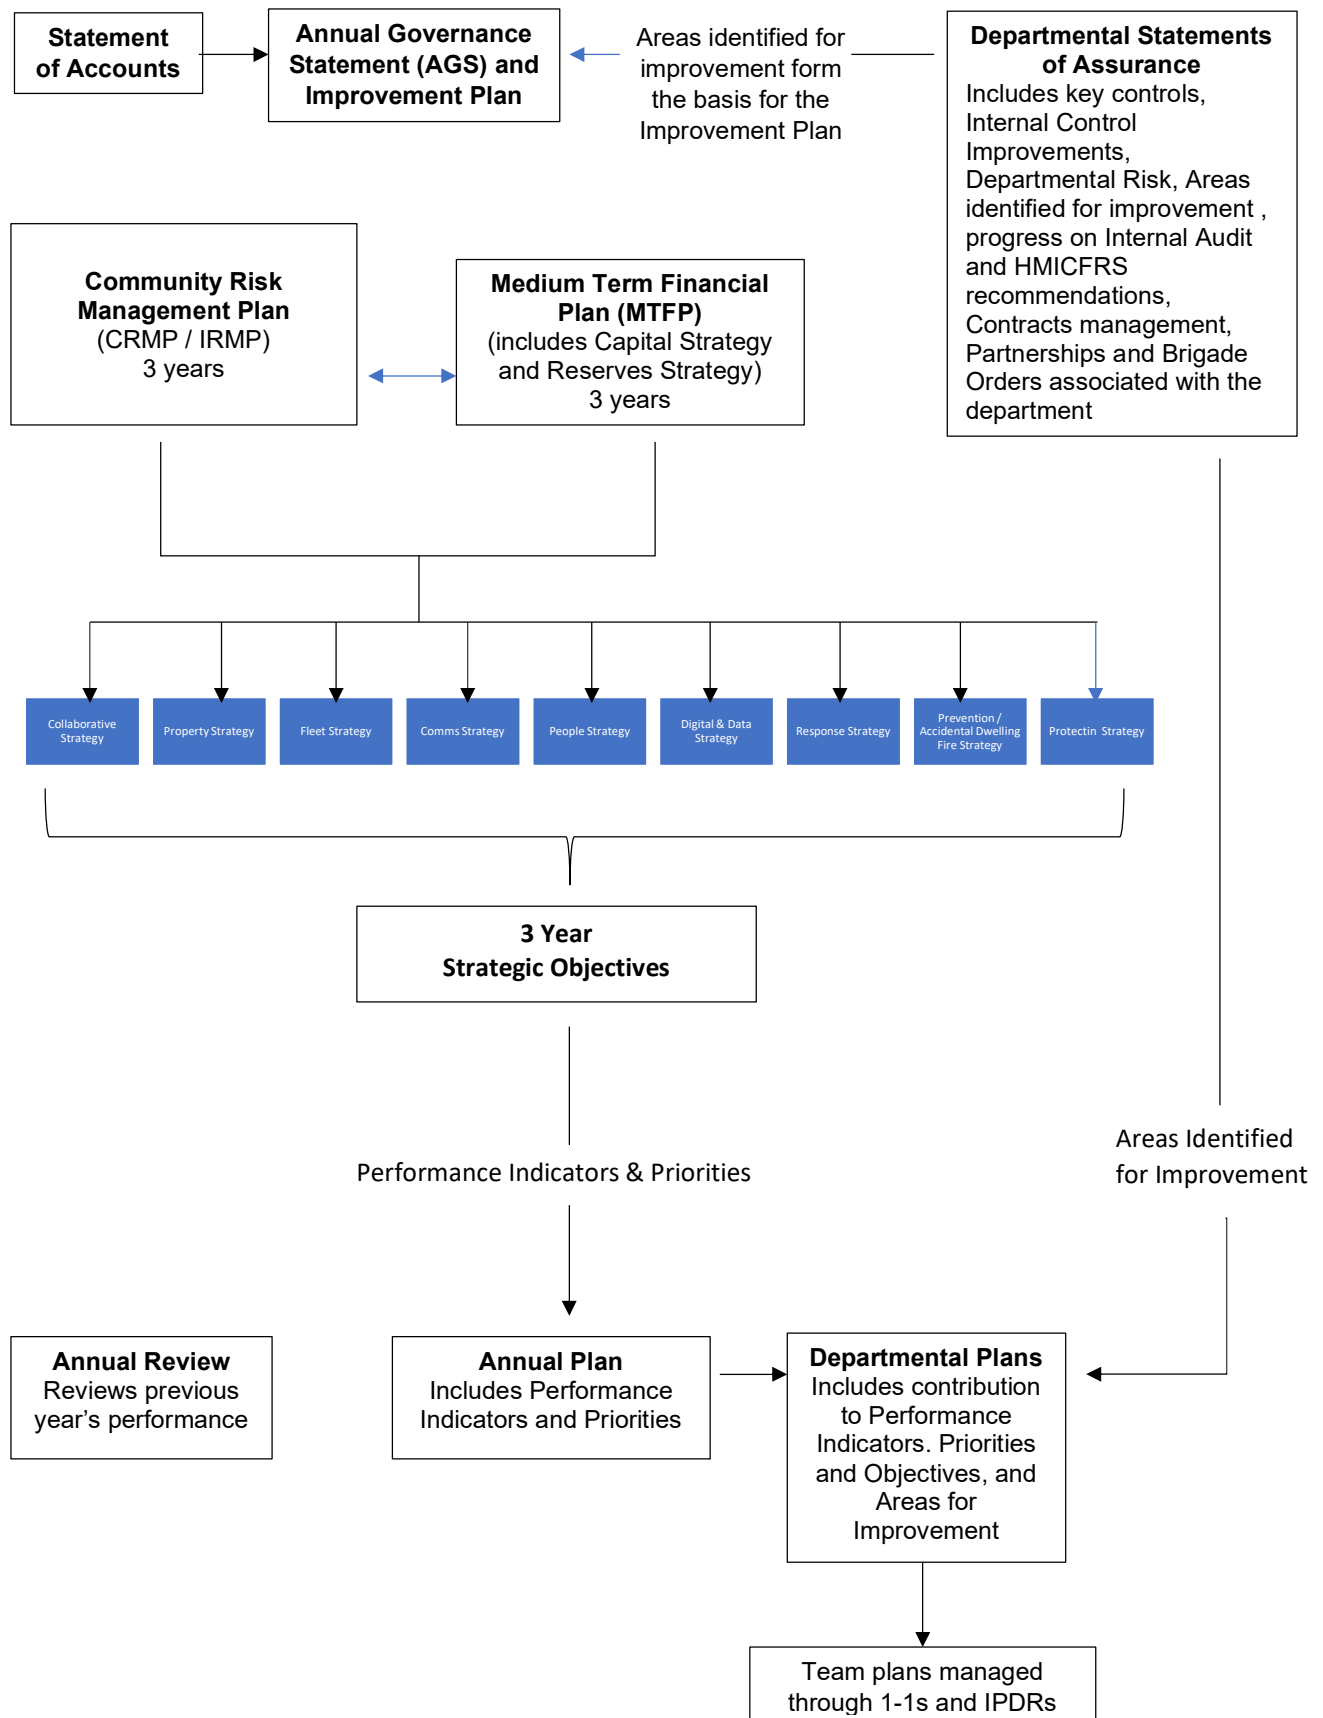 Statement
of Accounts
Annual Governance
Statement (AGS) and
Improvement Plan
Areas identified for
improvement form
the basis for the
Improvement Plan
Departmental Statements
of Assurance
Includes key controls,
Internal Control
Improvements,
Departmental Risk, Areas
identified for improvement ,
progress on Internal Audit
and HMICFRS
recommendations,
Contracts management,
Partnerships and Brigade
Orders associated with the
department
Community Risk
Management Plan
(CRMP / IRMP)
3 years
Medium Term Financial
Plan (MTFP)
(includes Capital Strategy
and Reserves Strategy)
3 years
Collaborative
Strategy
Property Strategy
Fleet Strategy
Comms Strategy
People Strategy
Digital & Data
Strategy
Response Strategy
Prevention /
Accidental Dwelling
Fire Strategy
Protectin Strategy
3 Year
Strategic Objectives
Performance Indicators & Priorities
Areas Identified
for Improvement
Annual Review
Reviews previous
year’s performance
Annual Plan
Includes Performance
Indicators and Priorities
Departmental Plans
Includes contribution
to Performance
Indicators. Priorities
and Objectives, and
Areas for
Improvement
Team plans managed
through 1-1s and IPDRs